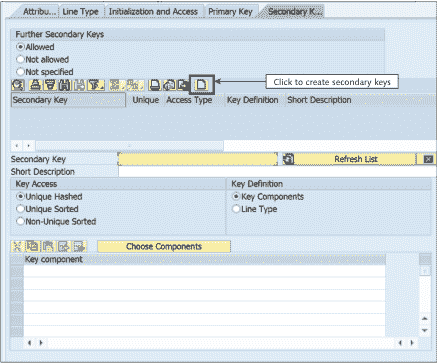 Attribu...
Line Type
Initialization and Access
Primary Key
Secondary K...
Further Secondary Keys
Allowed
Not allowed
Not specified
Click to create secondary keys
Secondary Key Unique Access Type Key Definition Short Description
Secondary Key Refresh List
Short Description
Key Access Key Definition
Unique Hashed Key Components
Unique Sorted Line Type
Non-Unique Sorted
Choose Components
Key component